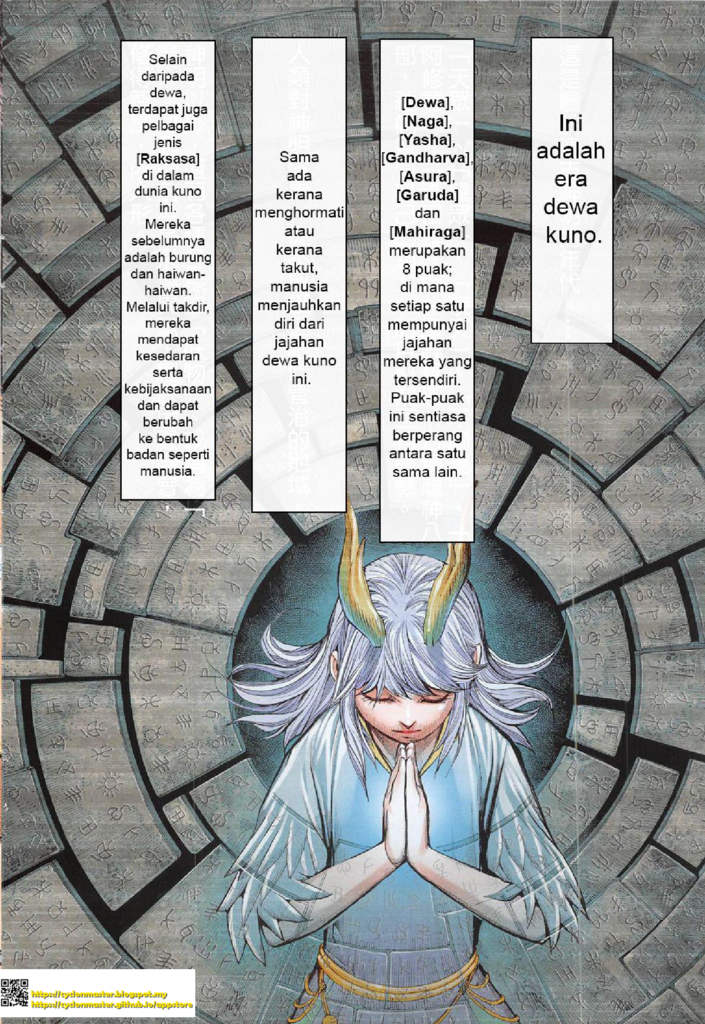 Ini
adalah
era
dewa
kuno.
[Dewa],
[Naga],
[Yasha],
[Gandharva],
[Asura],
[Garuda]
dan
[Mahiraga]
merupakan
8 puak;
di mana
setiap satu
mempunyai
jajahan
mereka yang
tersendiri.
Puak-puak
ini sentiasa
berperang
antara satu
sama lain.
Sama
ada
kerana
menghormati
atau
kerana
takut,
manusia
menjauhkan
diri dari
jajahan
dewa kuno
ini.
Selain
daripada
dewa,
terdapat juga
pelbagai
jenis
[Raksasa]
di dalam
dunia kuno
ini.
Mereka
sebelumnya
adalah burung
dan haiwan-
haiwan.
Melalui takdir,
mereka
mendapat
kesedaran
serta
kebijaksanaan
dan dapat
berubah
ke bentuk
badan seperti
manusia.
https://cyclonmaster.blogspot.my
https://cyclonmaster.github.io/appstore